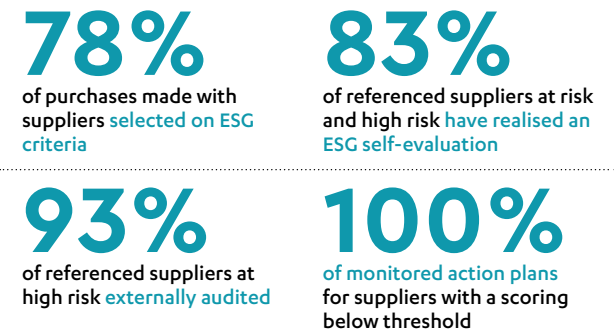 78%
of purchases made with
suppliers selected on ESG
criteria
83%
of referenced suppliers at risk
and high risk have realised an
ESG self-evaluation
93%
of referenced suppliers at
high risk externally audited
100%
of monitored action plans
for suppliers with a scoring
below threshold